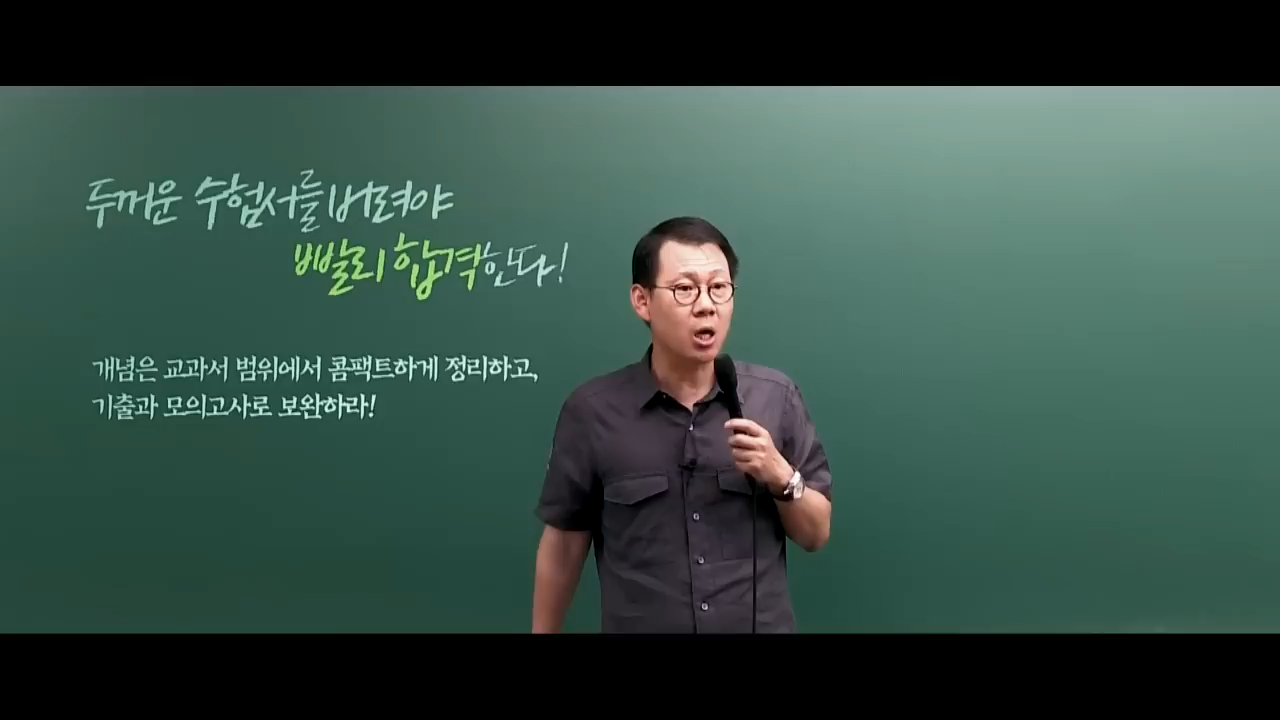 두꺼운 수험서를 버려야
빨리 합격한다!
개념은 교과서 범위에서 콤팩트하게 정리하고,
기출과 모의고사로 보완하라!